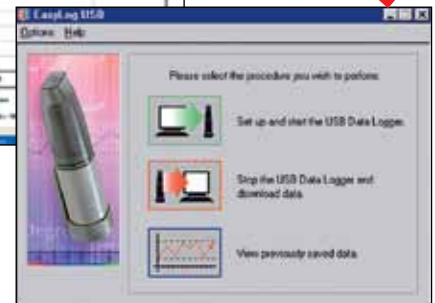 EasyLog USB
Options Help
Please select the procedure you wish to perform:
Set up and start the USB Data Logger.
Stop the USB Data Logger and
download data.
View previously saved data.